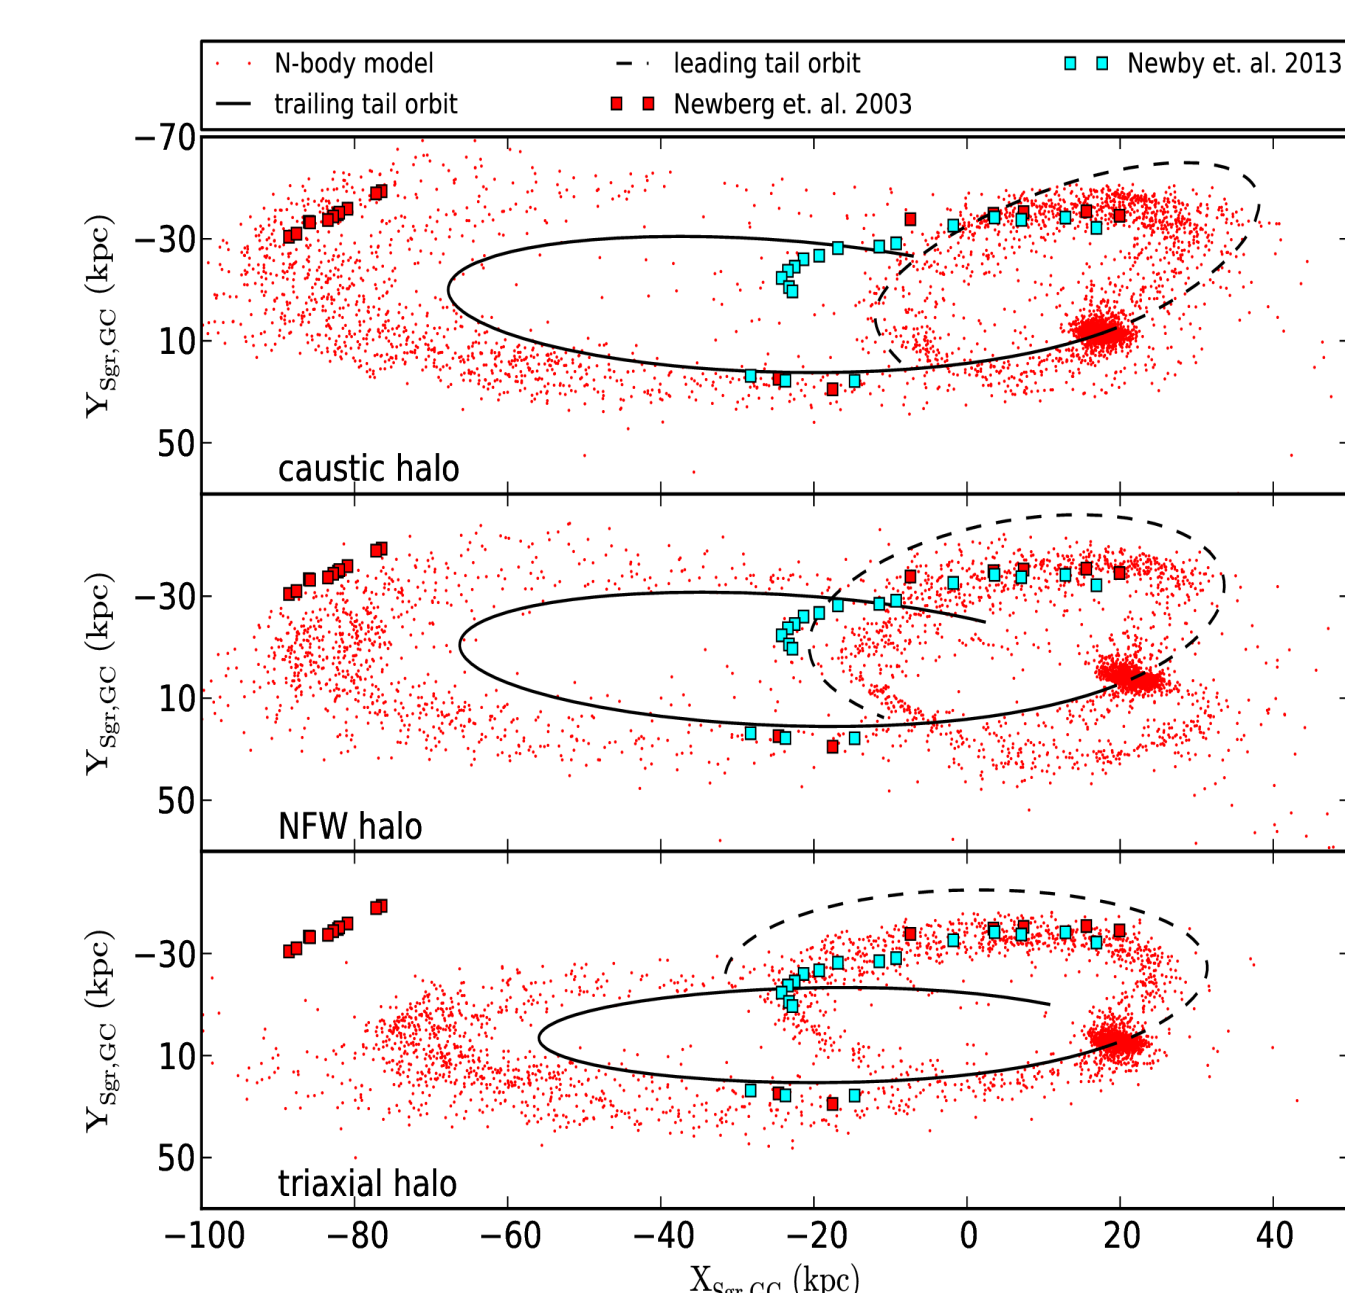 N-body model leading tail orbit Newby et. al. 2013
trailing tail orbit Newberg et. al. 2003
−70
−30
10
50
Y_Sgr,GC (kpc)
caustic halo
−30
10
50
Y_Sgr,GC (kpc)
NFW halo
−30
10
50
Y_Sgr,GC (kpc)
triaxial halo
−100 −80 −60 −40 −20 0 20 40
X_Sgr,GC (kpc)